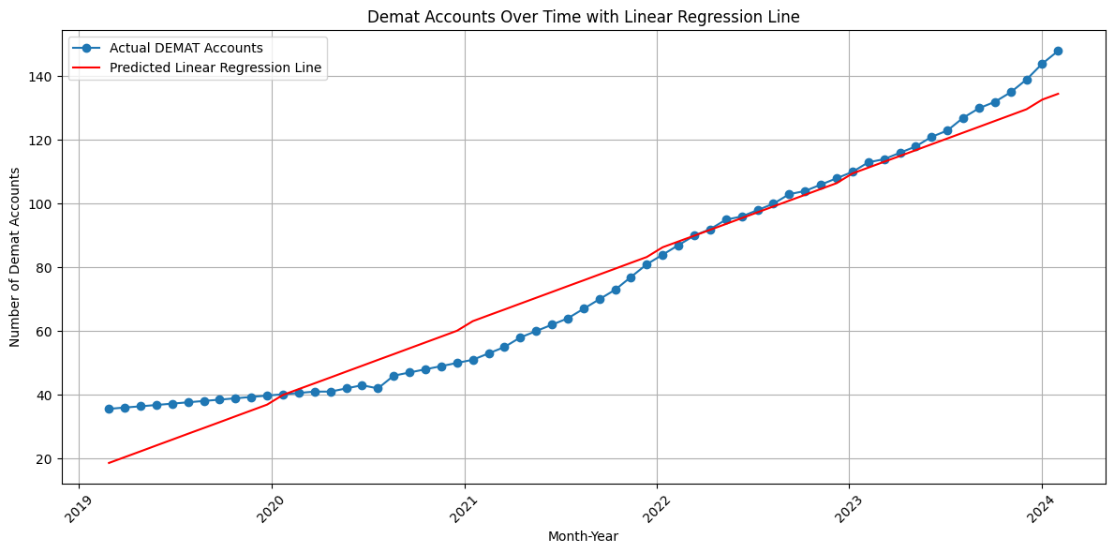 Demat Accounts Over Time with Linear Regression Line
Actual DEMAT Accounts
Predicted Linear Regression Line
Number of Demat Accounts
140
120
100
80
60
40
20
2019
2020
2021
2022
2023
2024
Month-Year